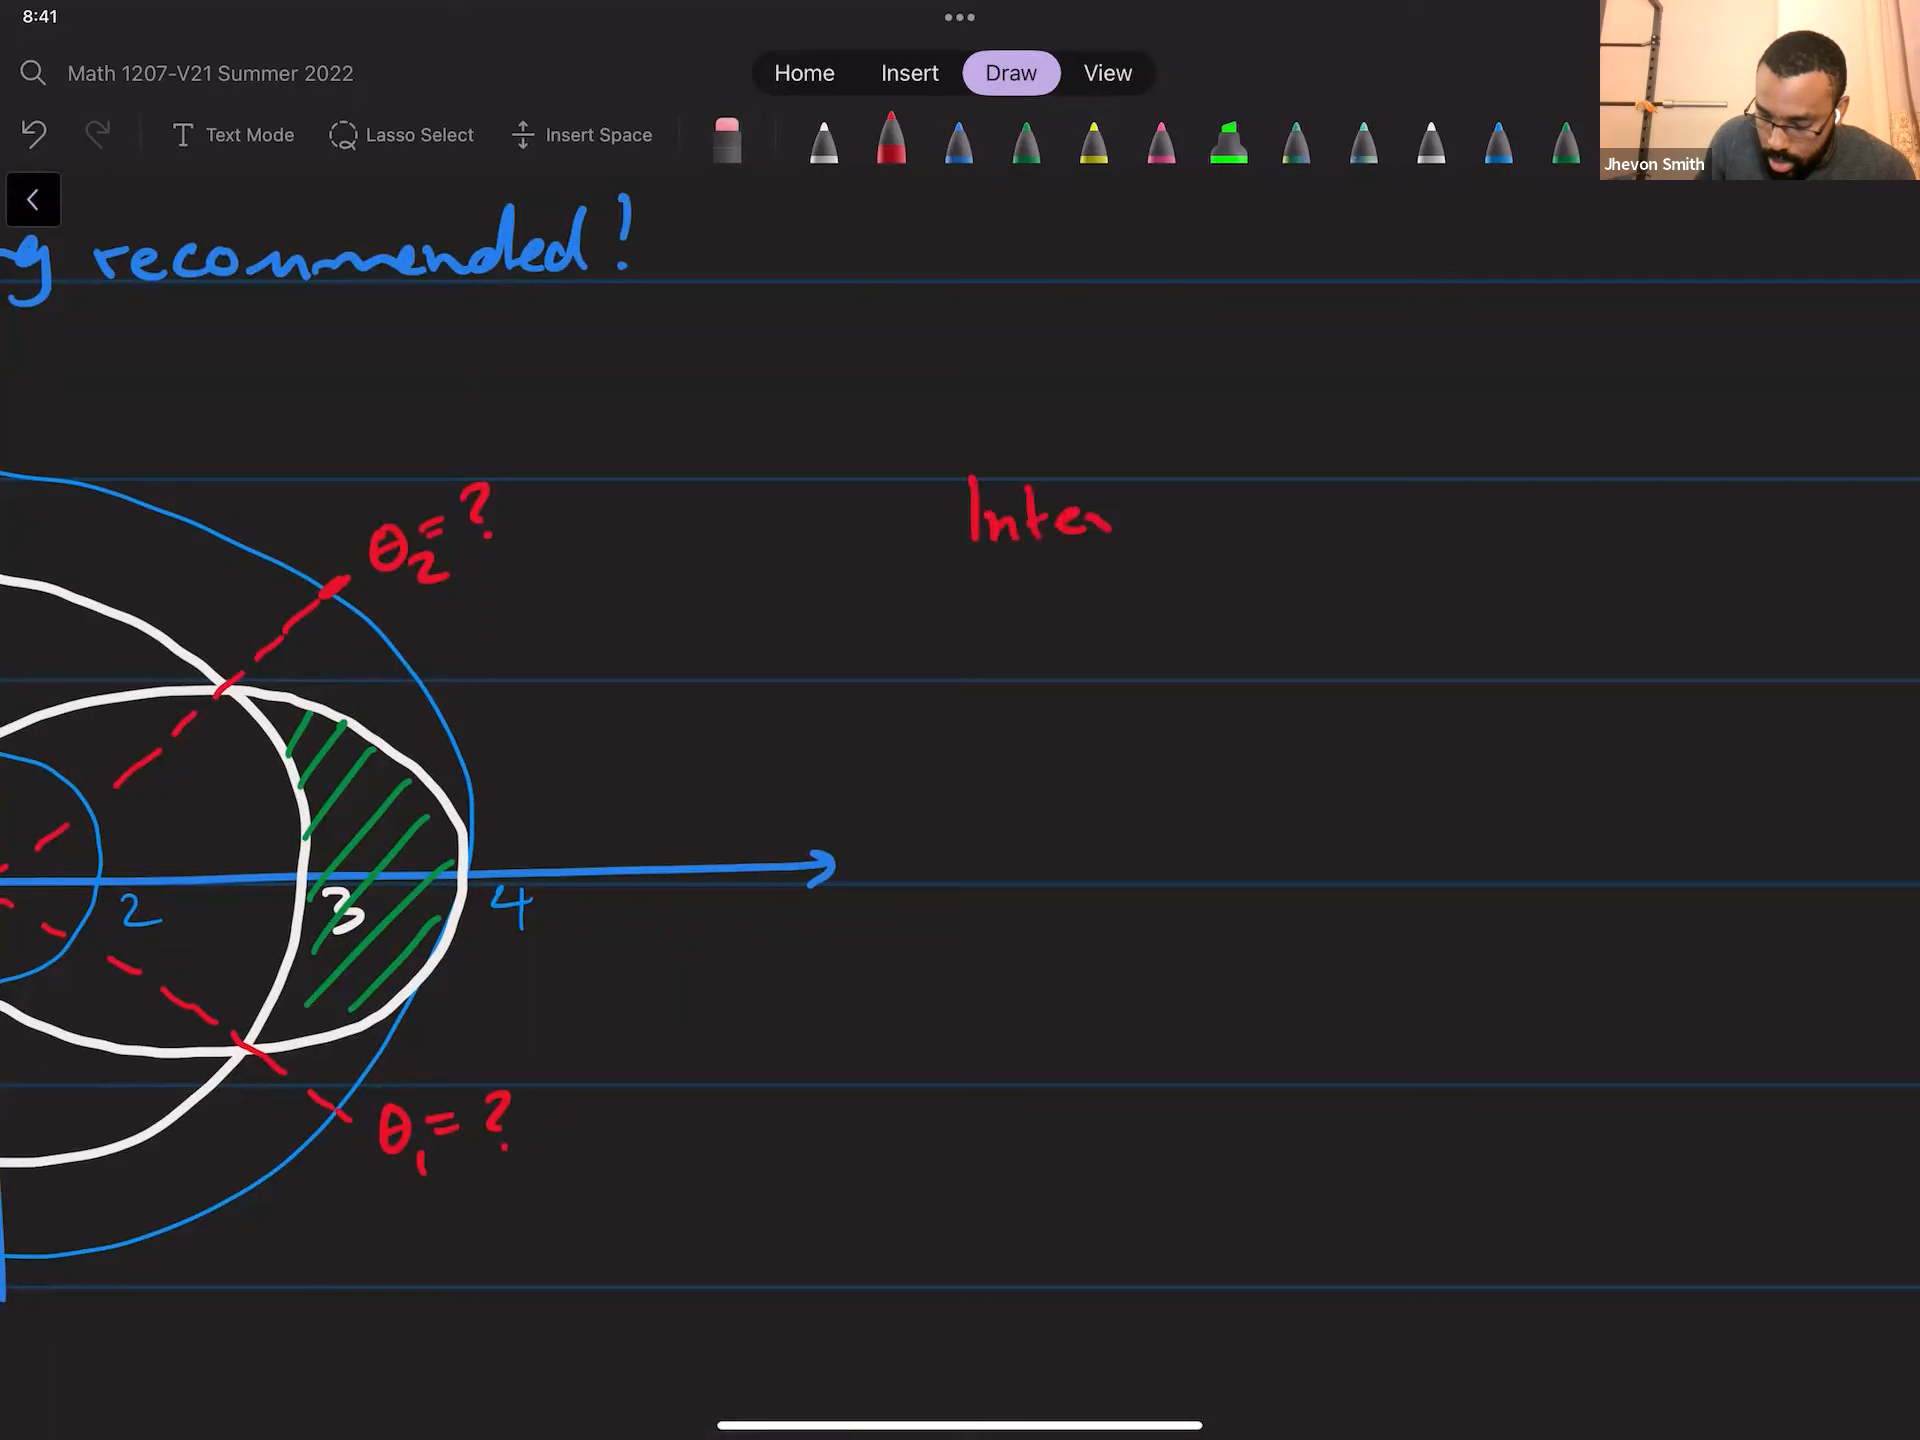 8:41
Math 1207-V21 Summer 2022
Home Insert Draw View
Text Mode Lasso Select Insert Space
Jhevon Smith
recommended!
θ₂ = ?
Inter
2 3 4
θ₁ = ?